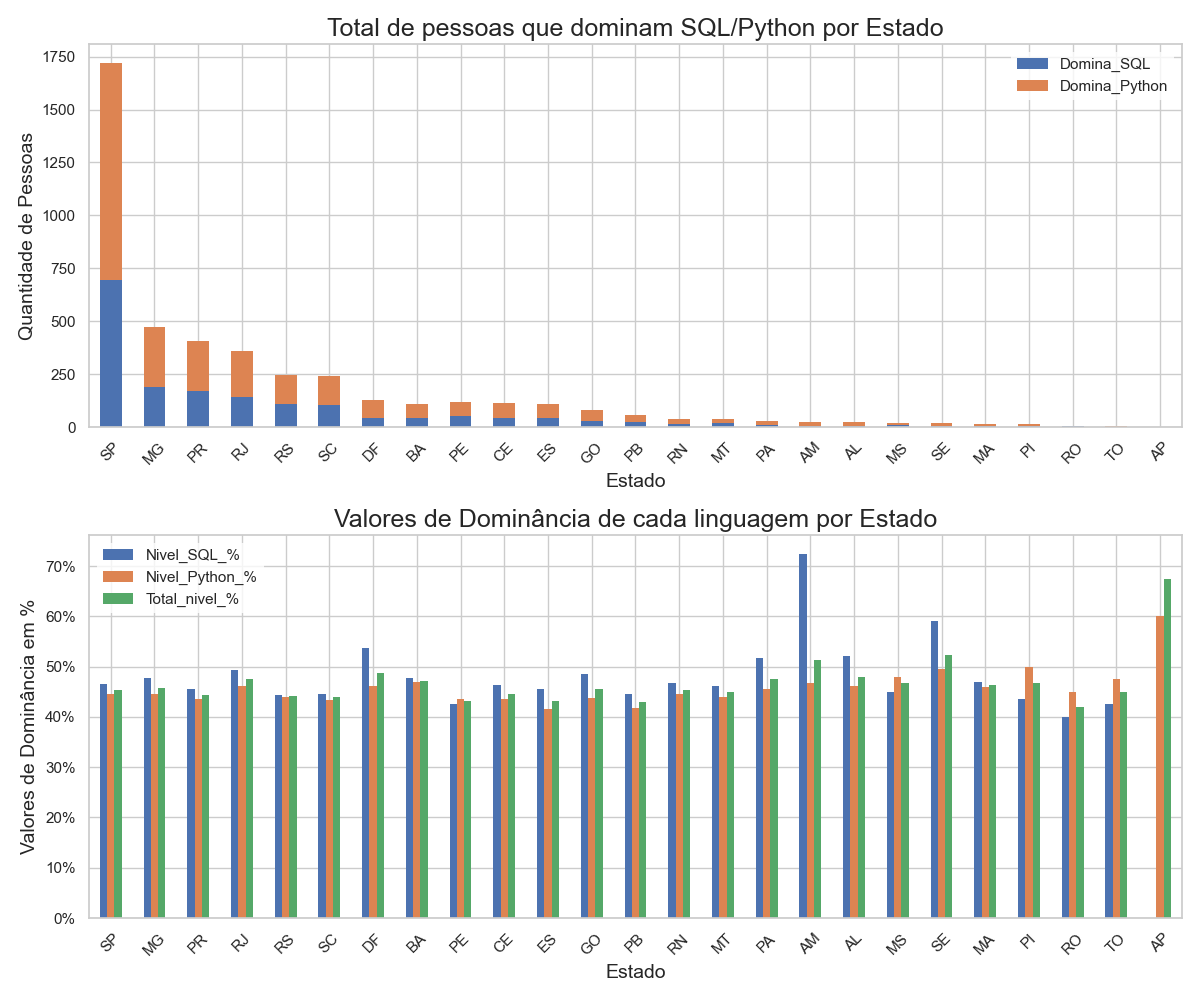 Total de pessoas que dominam SQL/Python por Estado
Domina_SQL
Domina_Python
Quantidade de Pessoas
1750
1500
1250
1000
750
500
250
0
SP MG PR RJ RS SC DF BA PE CE ES GO PB RN MT PA AM AL MS SE MA PI RO TO AP
Estado
Valores de Dominância de cada linguagem por Estado
Nivel_SQL_%
Nivel_Python_%
Total_nivel_%
Valores de Dominância em %
70%
60%
50%
40%
30%
20%
10%
0%
SP MG PR RJ RS SC DF BA PE CE ES GO PB RN MT PA AM AL MS SE MA PI RO TO AP
Estado